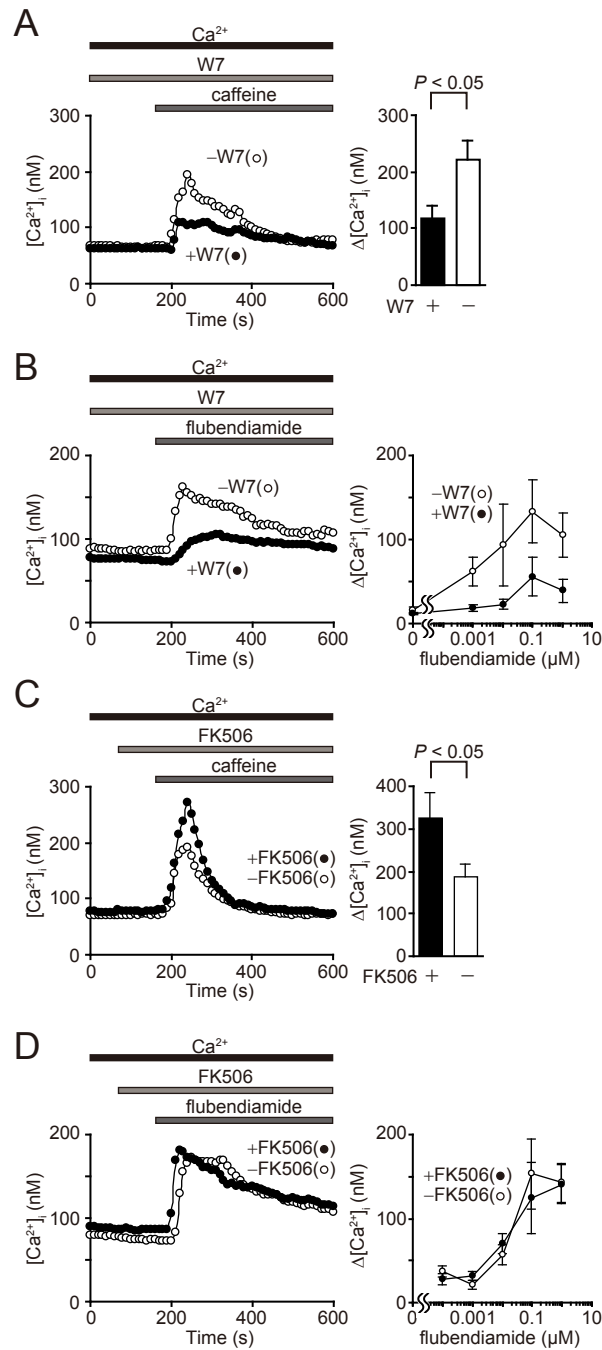 A
Ca²⁺
W7
caffeine
300
200
100
0
[Ca²⁺]ᵢ (nM)
−W7(○)
+W7(●)
0 200 400 600
Time (s)
P < 0.05
300
200
100
0
Δ[Ca²⁺]ᵢ (nM)
W7 + −
B
Ca²⁺
W7
flubendiamide
200
100
0
[Ca²⁺]ᵢ (nM)
−W7(○)
+W7(●)
0 200 400 600
Time (s)
200
150
100
50
0
Δ[Ca²⁺]ᵢ (nM)
−W7(○)
+W7(●)
0 0.001 0.1 10
flubendiamide (µM)
C
Ca²⁺
FK506
caffeine
300
200
100
0
[Ca²⁺]ᵢ (nM)
+FK506(●)
−FK506(○)
0 200 400 600
Time (s)
P < 0.05
400
300
200
100
0
Δ[Ca²⁺]ᵢ (nM)
FK506 + −
D
Ca²⁺
FK506
flubendiamide
200
100
0
[Ca²⁺]ᵢ (nM)
+FK506(●)
−FK506(○)
0 200 400 600
Time (s)
200
150
100
50
0
Δ[Ca²⁺]ᵢ (nM)
+FK506(●)
−FK506(○)
0 0.001 0.1 10
flubendiamide (µM)